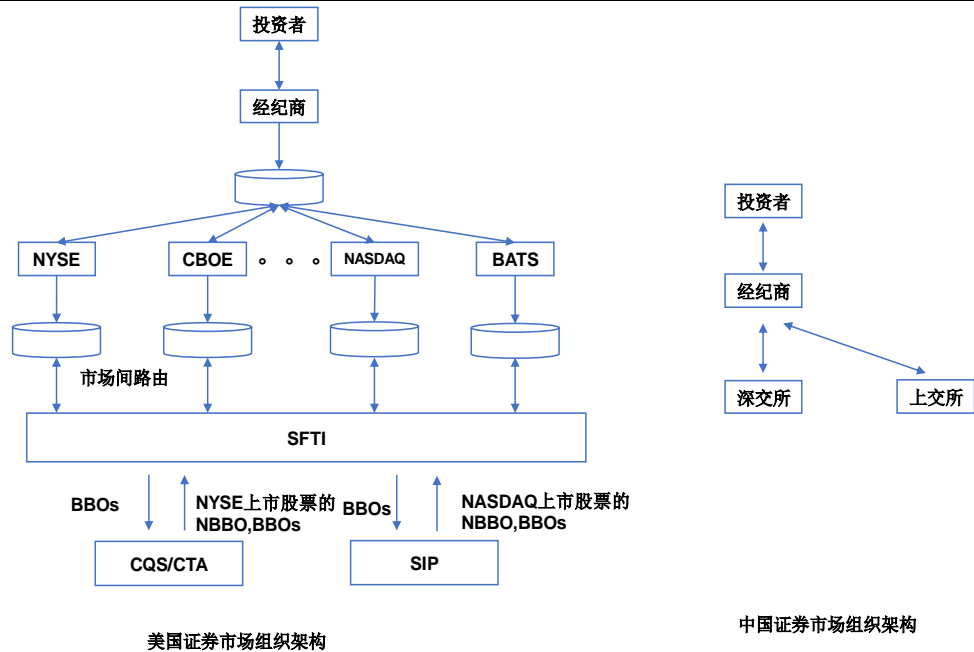 投资者
经纪商
NYSE
CBOE
。。。
NASDAQ
BATS
市场间路由
SFTI
BBOs
NYSE上市股票的
NBBO,BBOs
BBOs
NASDAQ上市股票的
NBBO,BBOs
CQS/CTA
SIP
美国证券市场组织架构
投资者
经纪商
深交所
上交所
中国证券市场组织架构